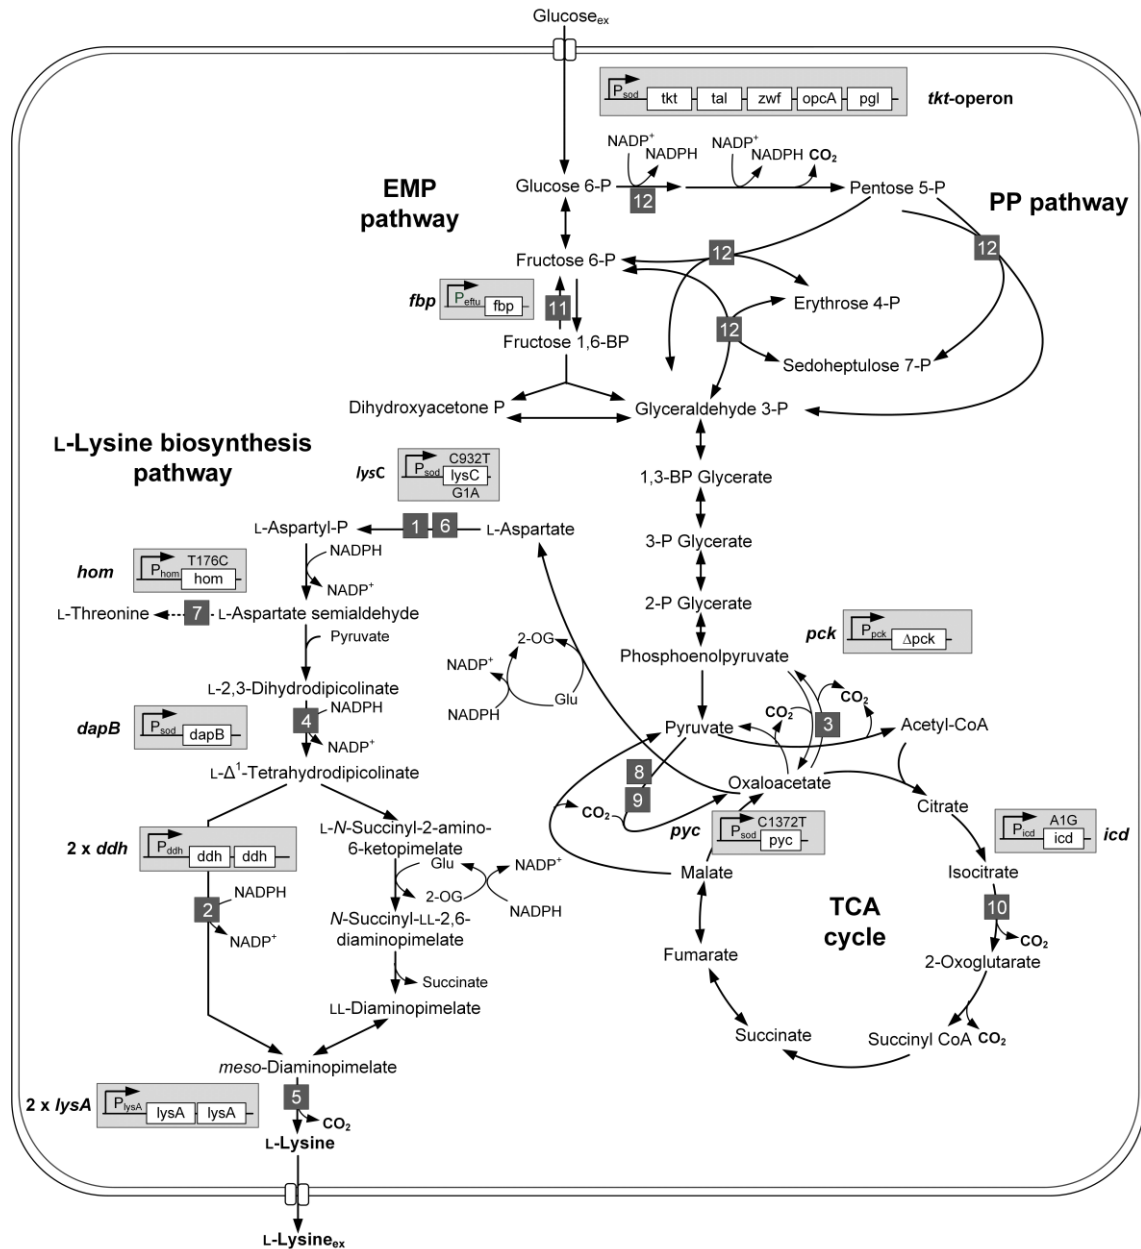 Glucoseex
Psod tkt tal zwf opcA pgl
tkt-operon
NADP+ NADPH
NADP+ NADPH CO2
EMP pathway
Glucose 6-P
12
Pentose 5-P
PP pathway
12
12
Fructose 6-P
fbp
Peftu fbp
11
Erythrose 4-P
12
Fructose 1,6-BP
Sedoheptulose 7-P
Dihydroxyacetone P
Glyceraldehyde 3-P
L-Lysine biosynthesis
pathway
lysC
C932T
Psod lysC
G1A
1,3-BP Glycerate
L-Aspartyl-P
1 6
L-Aspartate
3-P Glycerate
NADPH
NADP+
hom
T176C
Phom hom
2-P Glycerate
L-Threonine
7
L-Aspartate semialdehyde
pck
Ppck Δpck
Pyruvate
2-OG
Phosphoenolpyruvate
NADP+
L-2,3-Dihydrodipicolinate
Glu
NADPH
CO2
CO2
3
dapB
Psod dapB
4
NADPH
NADP+
Pyruvate
Acetyl-CoA
L-Δ1-Tetrahydrodipicolinate
8
9
Oxaloacetate
CO2
Citrate
L-N-Succinyl-2-amino-
6-ketopimelate
pyc
C1372T
Psod pyc
A1G
Picd icd
icd
2 x ddh
Pddh ddh ddh
Glu
NADP+
2-OG
NADPH
Malate
Isocitrate
NADPH
2
NADP+
N-Succinyl-LL-2,6-
diaminopimelate
TCA
cycle
10
CO2
Fumarate
2-Oxoglutarate
Succinate
LL-Diaminopimelate
Succinate
Succinyl CoA
CO2
meso-Diaminopimelate
2 x lysA
PlysA lysA lysA
5
CO2
L-Lysine
L-Lysineex